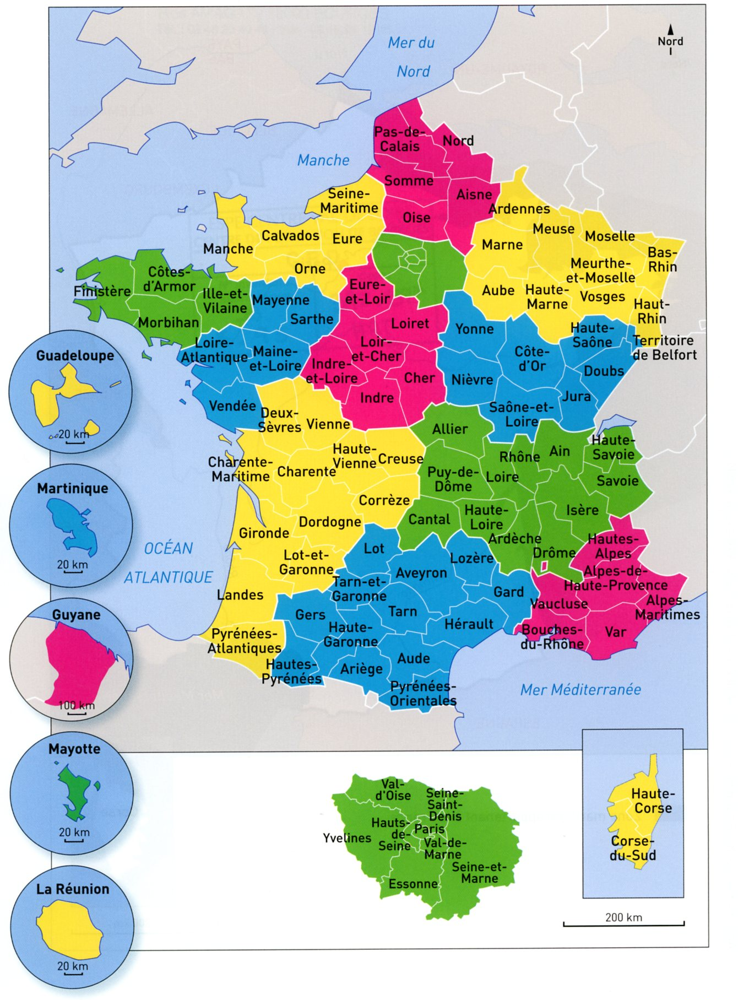 Mer du
Nord
Nord
Manche
Pas-de-
Calais
Nord
Somme
Aisne
Oise
Seine-
Maritime
Ardennes
Calvados
Eure
Manche
Orne
Marne
Meuse
Moselle
Bas-
Rhin
Meurthe-
et-Moselle
Aube
Haute-
Marne
Vosges
Haut-
Rhin
Finistère
Côtes-
d'Armor
Ille-et-
Vilaine
Morbihan
Mayenne
Sarthe
Eure-
et-Loir
Loiret
Loir-
et-Cher
Loire-
Atlantique
Maine-
et-Loire
Indre-
et-Loire
Cher
Indre
Vendée
Yonne
Côte-
d'Or
Haute-
Saône
Territoire
de Belfort
Nièvre
Doubs
Jura
Saône-et-
Loire
Deux-
Sèvres
Vienne
Haute-
Vienne
Creuse
Charente-
Maritime
Charente
Corrèze
Dordogne
Gironde
Lot-et-
Garonne
Landes
Pyrénées-
Atlantiques
Allier
Puy-de-
Dôme
Loire
Rhône
Ain
Haute-
Savoie
Savoie
Isère
Cantal
Haute-
Loire
Ardèche
Drôme
Hautes-
Alpes
Alpes-de-
Haute-Provence
Vaucluse
Alpes-
Maritimes
Bouches-
du-Rhône
Var
Lot
Aveyron
Lozère
Gard
Tarn-et-
Garonne
Tarn
Hérault
Gers
Haute-
Garonne
Hautes-
Pyrénées
Ariège
Aude
Pyrénées-
Orientales
OCÉAN
ATLANTIQUE
Mer Méditerranée
Guadeloupe
20 km
Martinique
20 km
Guyane
100 km
Mayotte
20 km
La Réunion
20 km
Val-
d'Oise
Seine-
Saint-
Denis
Hauts-
de-
Seine
Paris
Yvelines
Val-de-
Marne
Seine-et-
Marne
Essonne
Haute-
Corse
Corse-
du-Sud
200 km